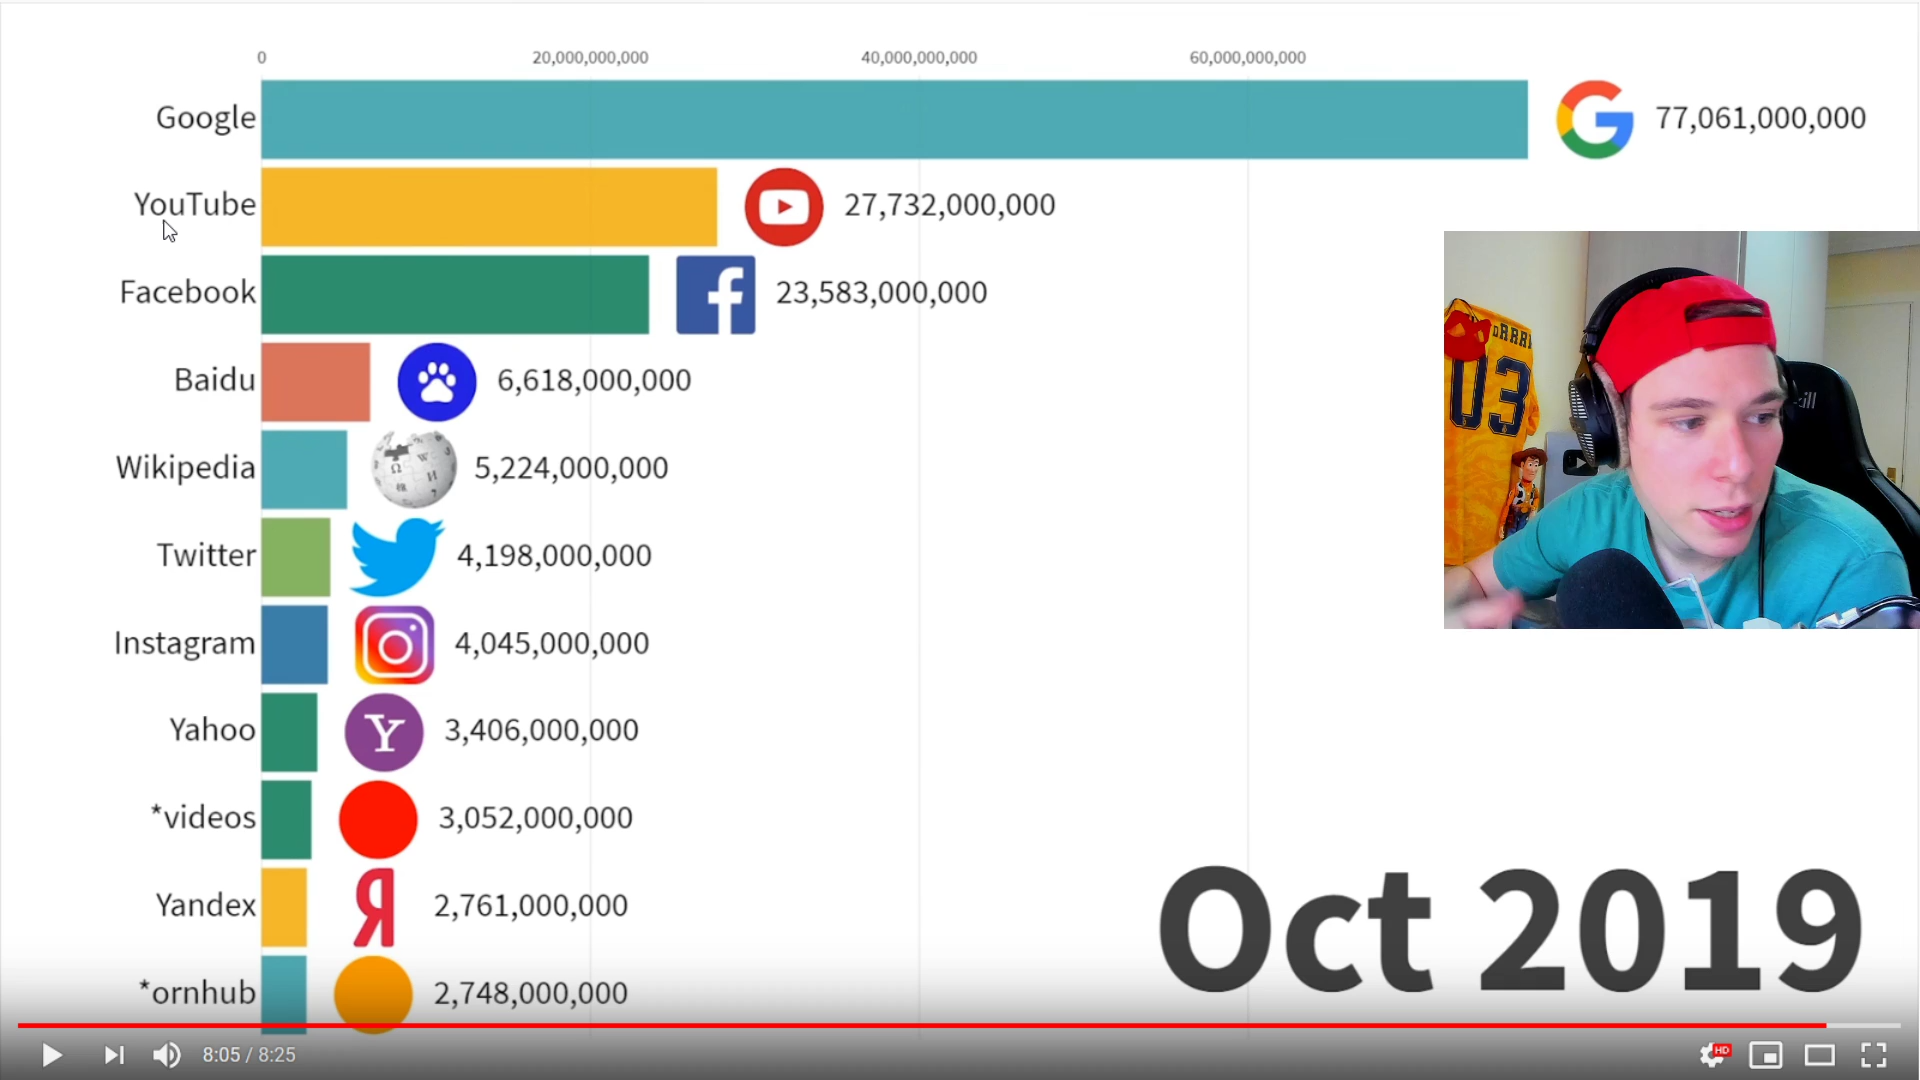 0 20,000,000,000 40,000,000,000 60,000,000,000
Google G 77,061,000,000
YouTube 27,732,000,000
Facebook f 23,583,000,000
Baidu 6,618,000,000
Wikipedia 5,224,000,000
Twitter 4,198,000,000
Instagram 4,045,000,000
Yahoo Y 3,406,000,000
*videos 3,052,000,000
Yandex Я 2,761,000,000
*ornhub 2,748,000,000
03
Oct 2019
8:05 / 8:25
HD